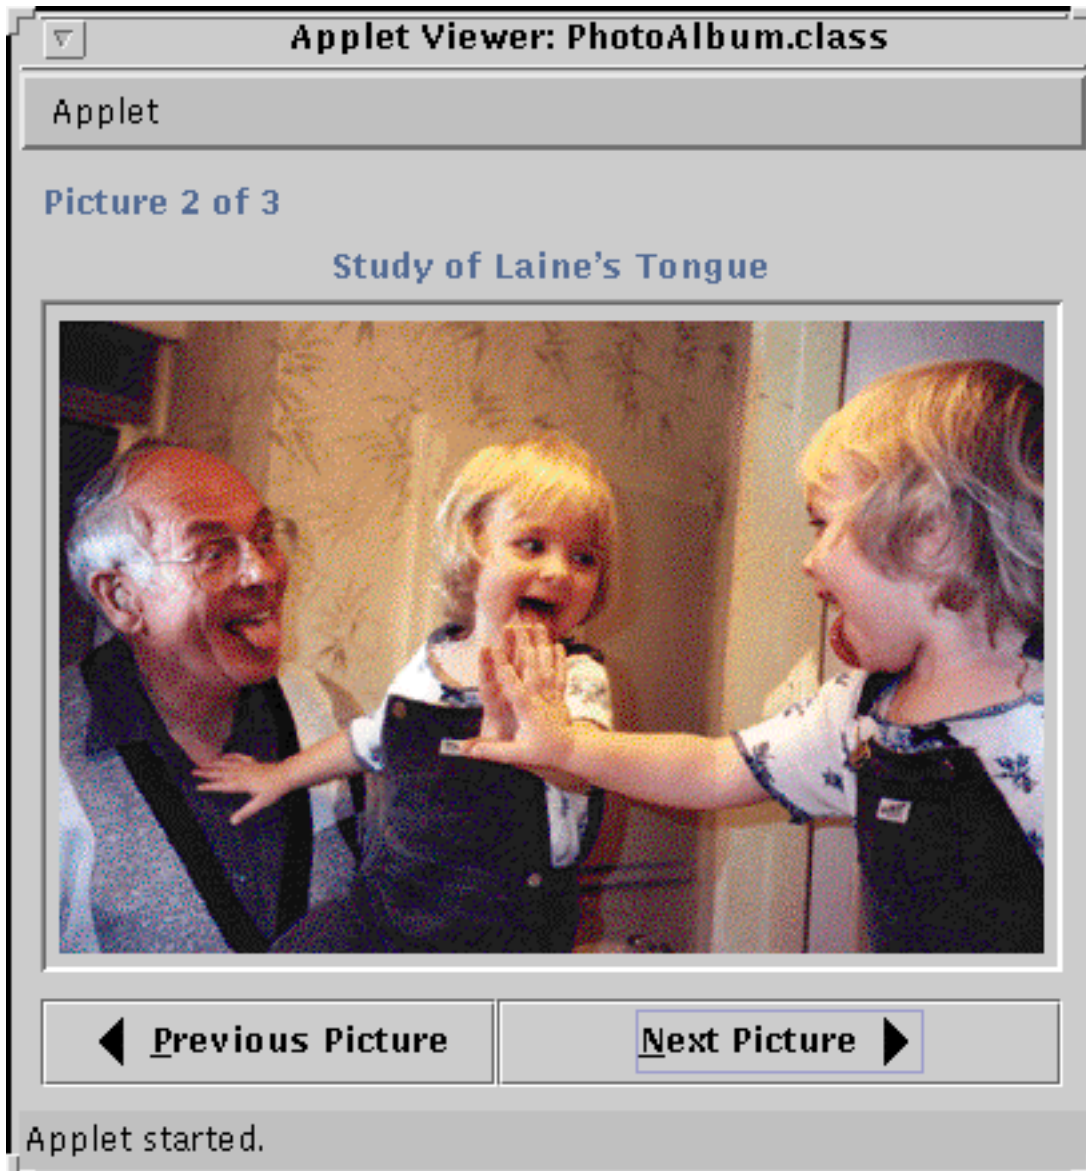 Applet Viewer: PhotoAlbum.class
Applet
Picture 2 of 3
Study of Laine's Tongue
Previous Picture
Next Picture
Applet started.